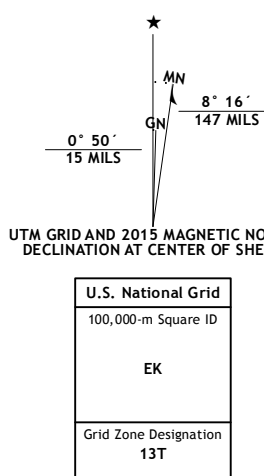 ★
MN
GN
8° 16´
147 MILS
0° 50´
15 MILS
UTM GRID AND 2015 MAGNETIC NO
DECLINATION AT CENTER OF SHE
U.S. National Grid
100,000-m Square ID
EK
Grid Zone Designation
13T